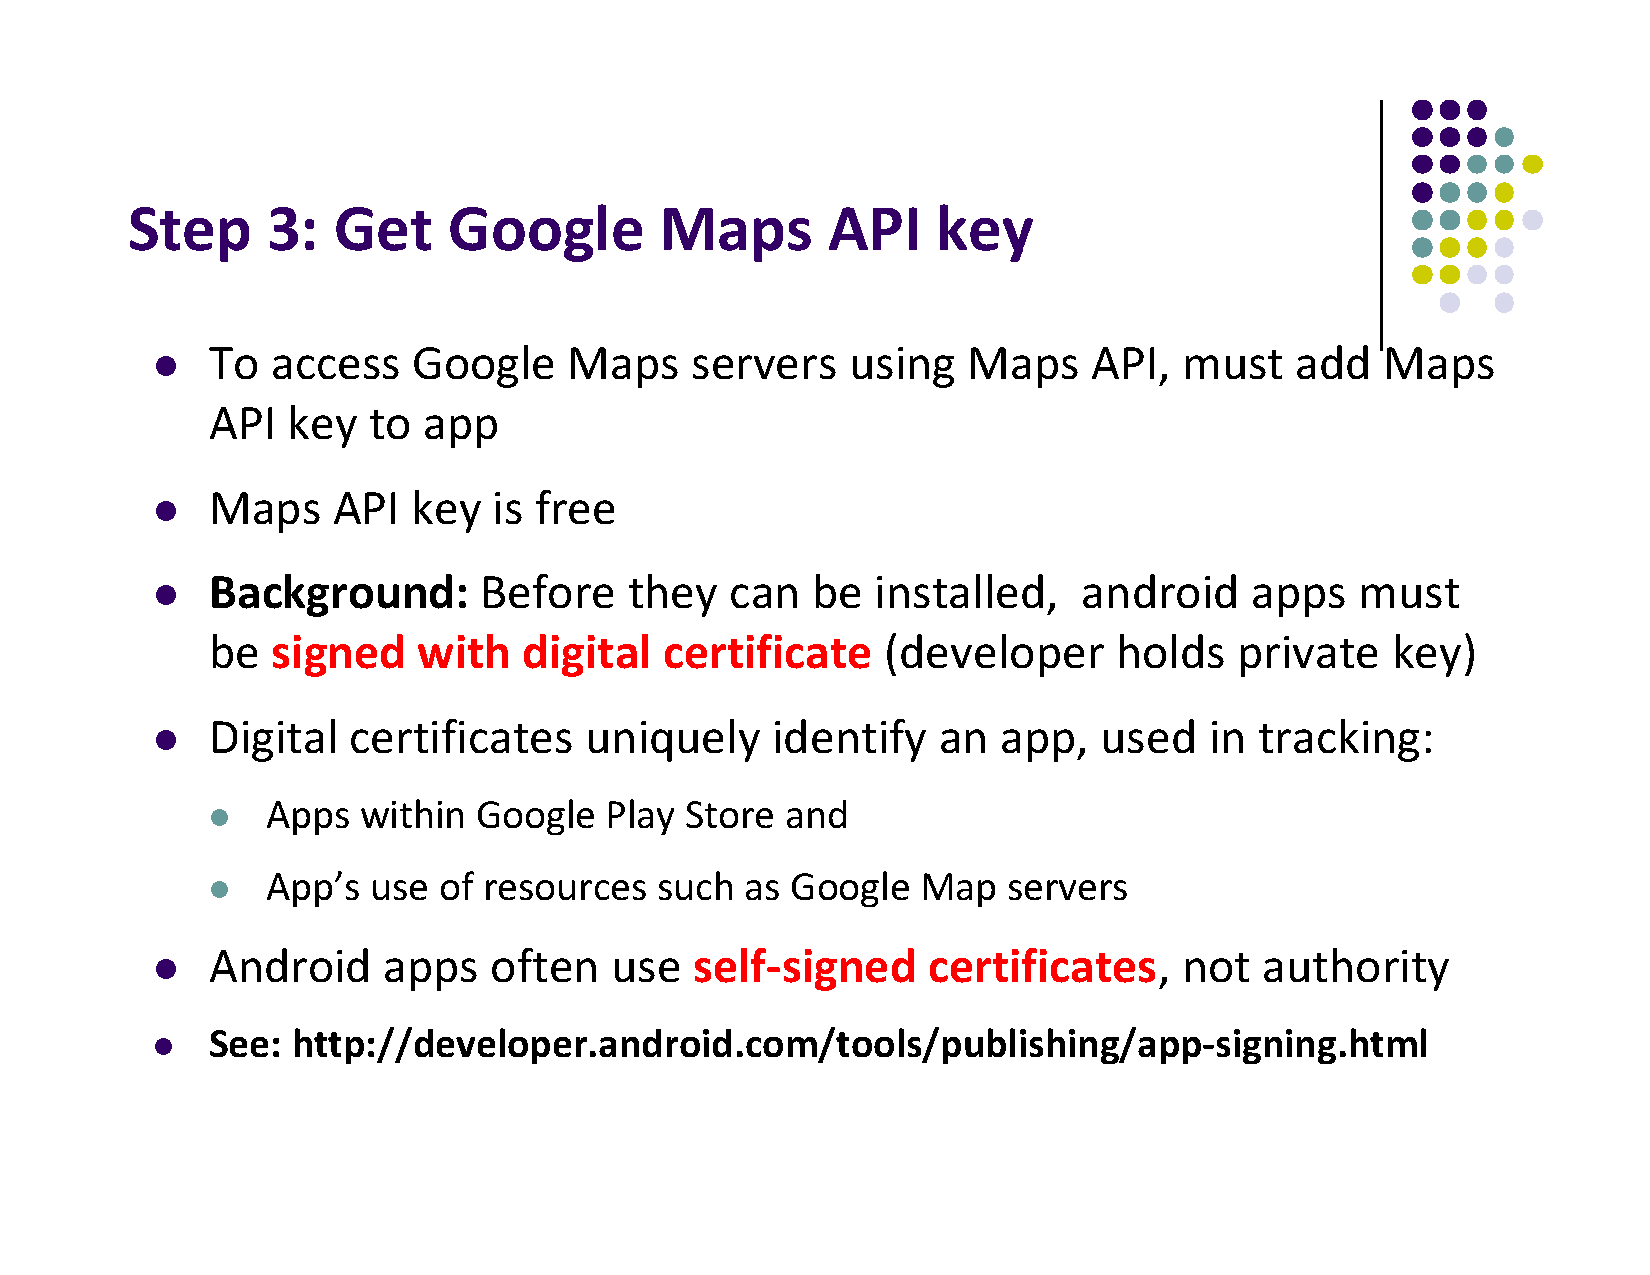 Step 3: Get Google Maps API key
To access Google Maps servers using Maps API, must add Maps
API key to app
Maps API key is free
Background: Before they can be installed, android apps must
be signed with digital certificate (developer holds private key)
Digital certificates uniquely identify an app, used in tracking:
Apps within Google Play Store and
App’s use of resources such as Google Map servers
Android apps often use self-signed certificates, not authority
See: http://developer.android.com/tools/publishing/app-signing.html